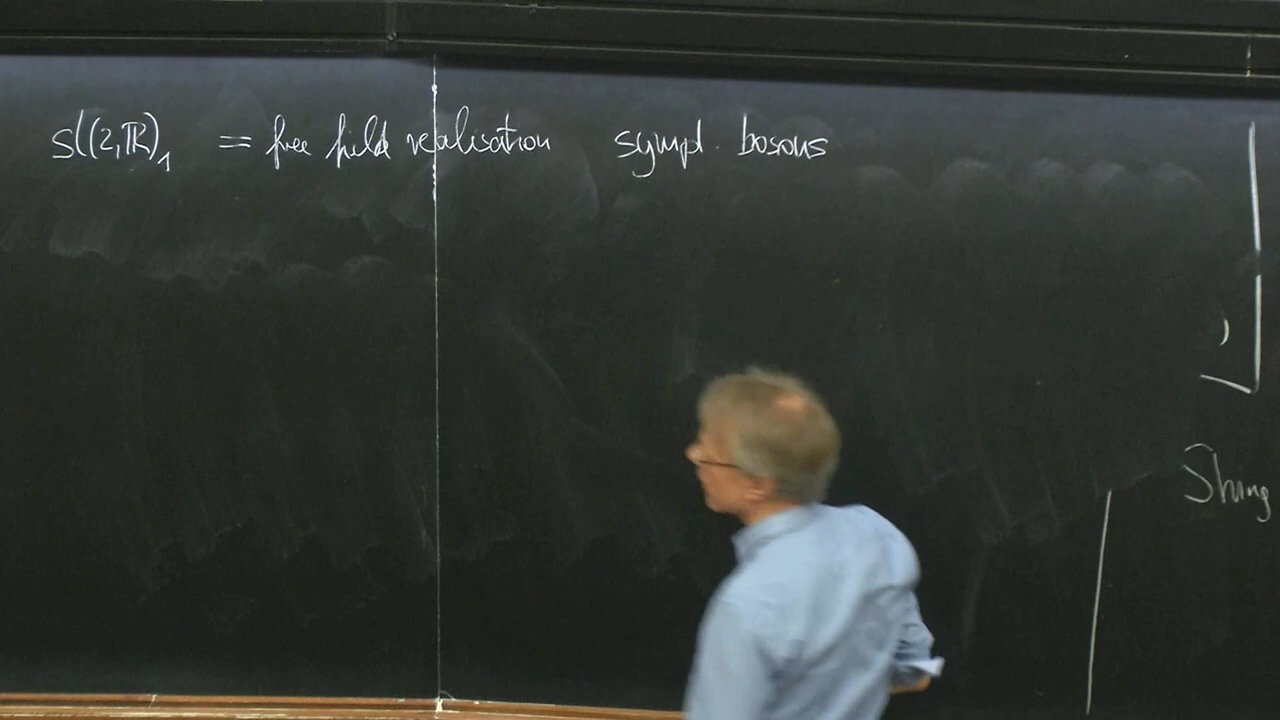 sl(2,ℝ)₁ = free field realisation sympl. bosons
)
String